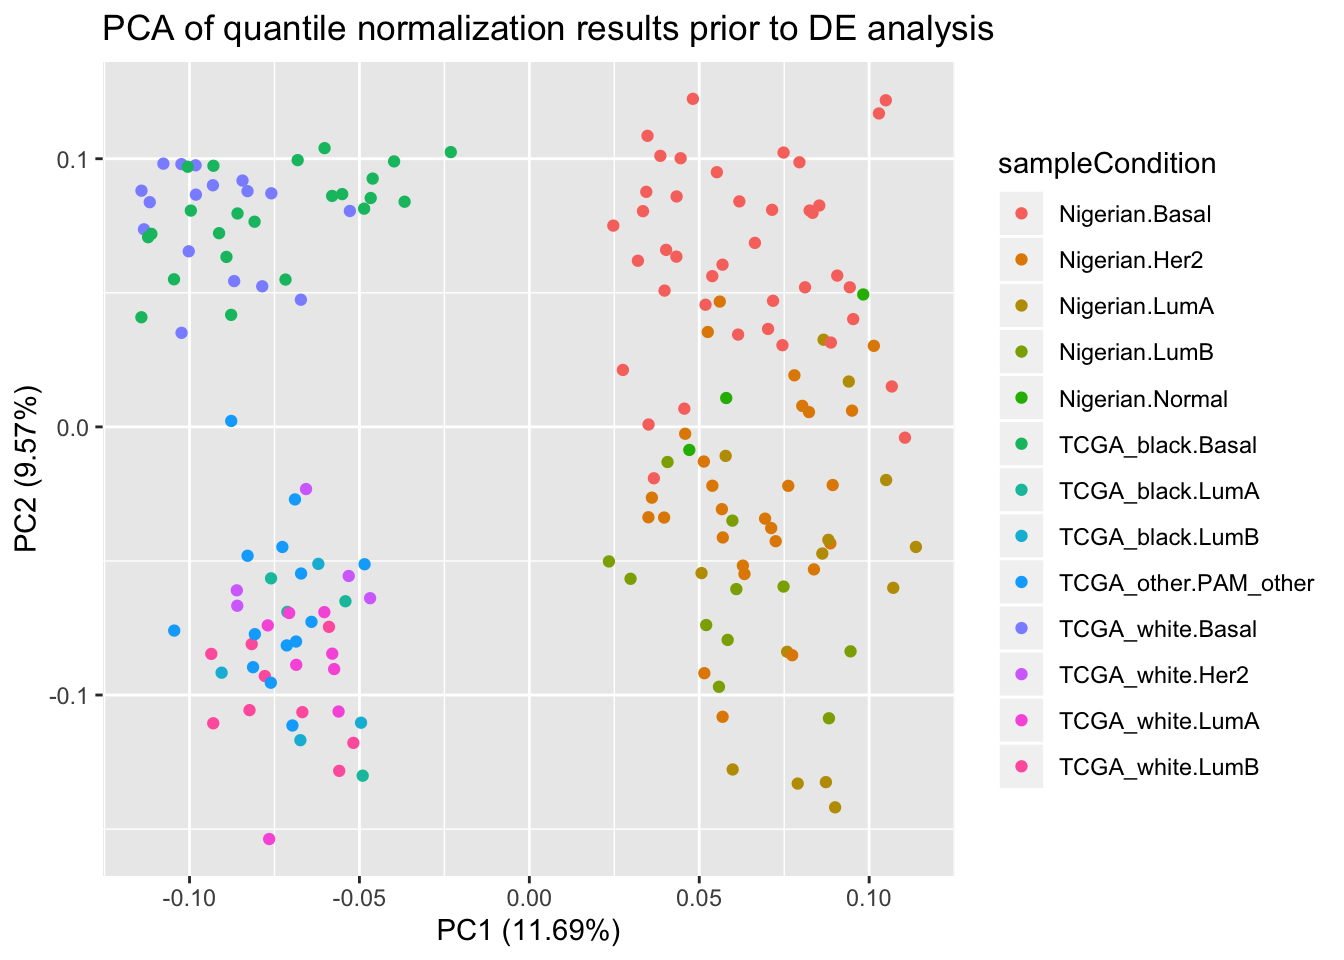 PCA of quantile normalization results prior to DE analysis
0.1
0.0
-0.1
PC2 (9.57%)
-0.10
-0.05
0.00
0.05
0.10
PC1 (11.69%)
sampleCondition
Nigerian.Basal
Nigerian.Her2
Nigerian.LumA
Nigerian.LumB
Nigerian.Normal
TCGA_black.Basal
TCGA_black.LumA
TCGA_black.LumB
TCGA_other.PAM_other
TCGA_white.Basal
TCGA_white.Her2
TCGA_white.LumA
TCGA_white.LumB